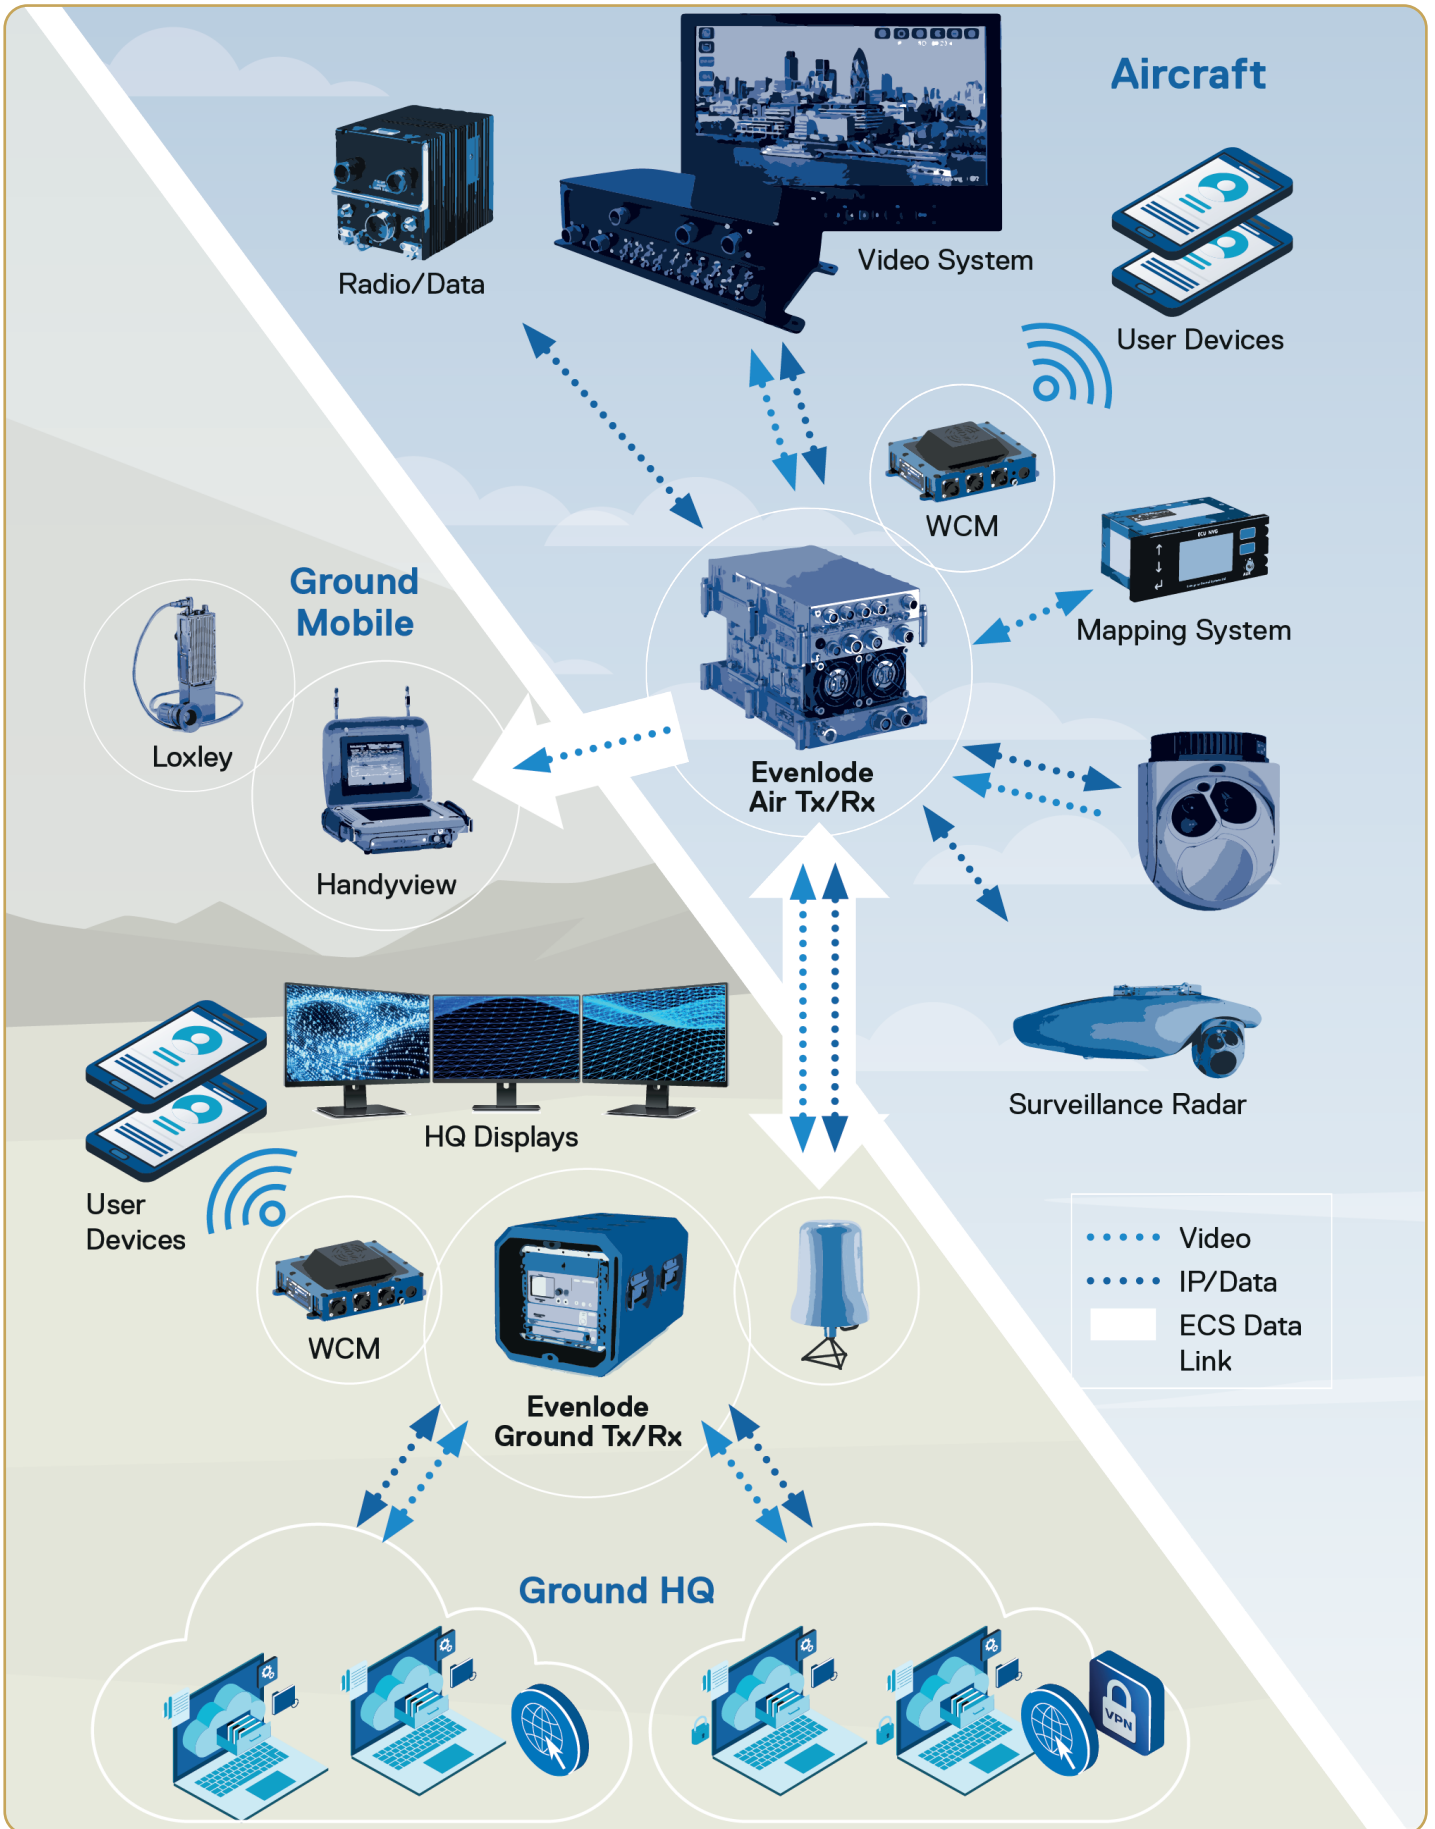 Aircraft
Radio/Data
Video System
User Devices
WCM
ECU NVG
Mapping System
Ground
Mobile
Loxley
Handyview
Evenlode
Air Tx/Rx
Surveillance Radar
HQ Displays
User
Devices
WCM
Evenlode
Ground Tx/Rx
Video
IP/Data
ECS Data
Link
Ground HQ
VPN